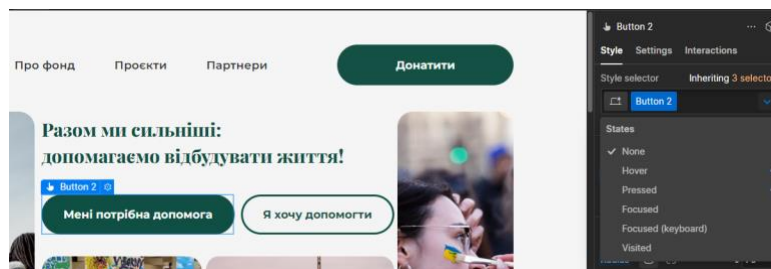 Про фонд Проєкти Партнери Донатити
Разом ми сильніші:
допомагаємо відбудувати життя!
Button 2
Мені потрібна допомога Я хочу допомогти
Button 2
Style Settings Interactions
Style selector Inheriting 3 selecto
Button 2
States
None
Hover
Pressed
Focused
Focused (keyboard)
Visited